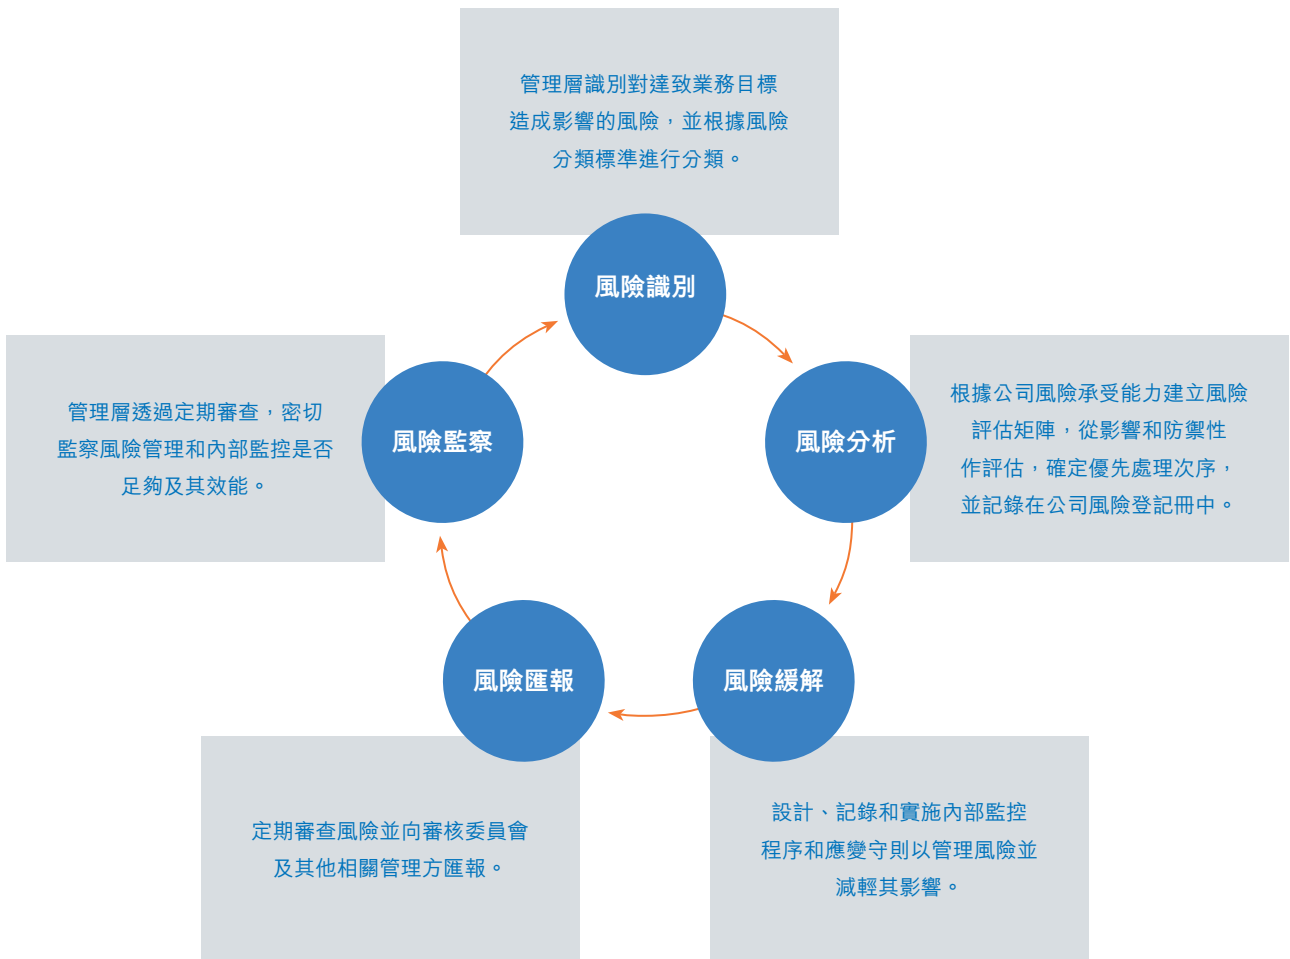 管理層識別對達致業務目標
造成影響的風險，並根據風險
分類標準進行分類。
風險識別
根據公司風險承受能力建立風險
評估矩陣，從影響和防禦性
作評估，確定優先處理次序，
並記錄在公司風險登記冊中。
風險分析
設計、記錄和實施內部監控
程序和應變守則以管理風險並
減輕其影響。
風險緩解
定期審查風險並向審核委員會
及其他相關管理方匯報。
風險匯報
管理層透過定期審查，密切
監察風險管理和內部監控是否
足夠及其效能。
風險監察